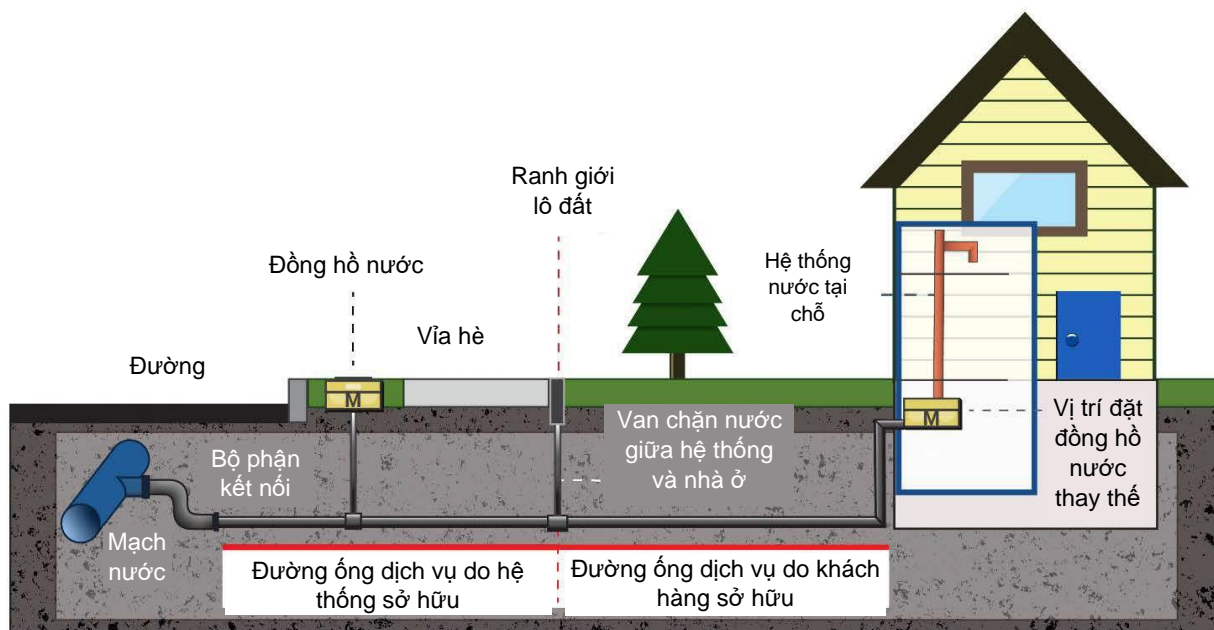 Ranh giới
lô đất
Đồng hồ nước
Hệ thống
nước tại
chỗ
Vỉa hè
Đường
M
M
Vị trí đặt
đồng hồ
nước
thay thế
Van chặn nước
giữa hệ thống
và nhà ở
Bộ phận
kết nối
Mạch
nước
Đường ống dịch vụ do hệ
thống sở hữu
Đường ống dịch vụ do khách
hàng sở hữu